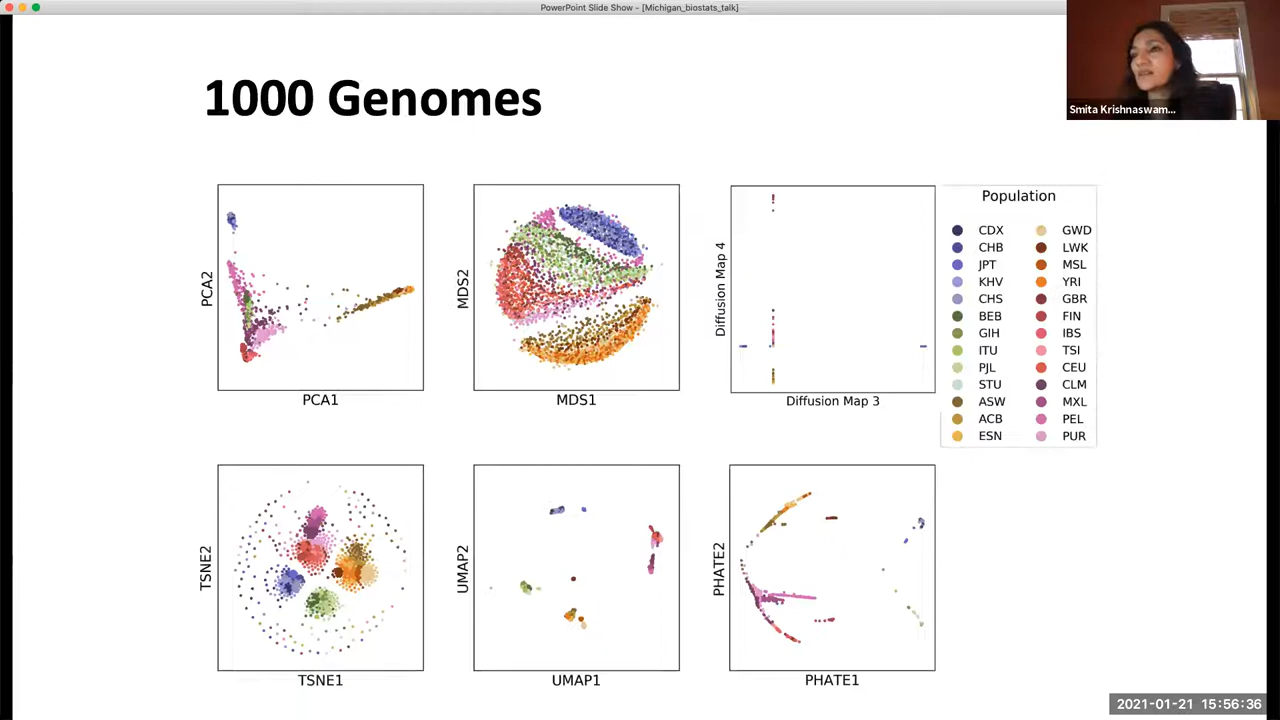 PowerPoint Slide Show - [Michigan_biostats_talk]
Smita Krishnaswam...
1000 Genomes
PCA2
PCA1
MDS2
MDS1
Diffusion Map 4
Diffusion Map 3
Population
CDX GWD
CHB LWK
JPT MSL
KHV YRI
CHS GBR
BEB FIN
GIH IBS
ITU TSI
PJL CEU
STU CLM
ASW MXL
ACB PEL
ESN PUR
TSNE2
TSNE1
UMAP2
UMAP1
PHATE2
PHATE1
2021-01-21 15:56:36